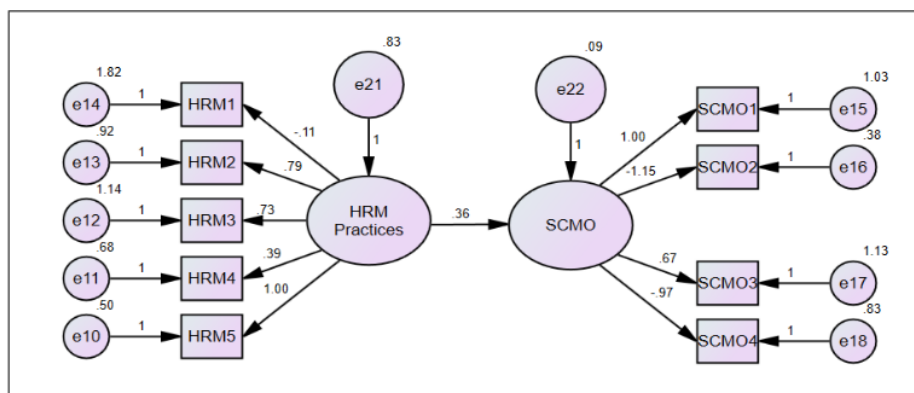 .83
.09
1.82
1.03
e14
1
HRM1
e21
e22
SCMO1
1
e15
.92
-.11
1
1
1.00
.38
e13
1
HRM2
.79
-1.15
SCMO2
1
e16
1.14
e12
1
HRM3
.73
HRM
Practices
.36
SCMO
.68
.39
.67
1.13
e11
1
HRM4
SCMO3
1
e17
.50
1.00
-.97
.83
e10
1
HRM5
SCMO4
1
e18